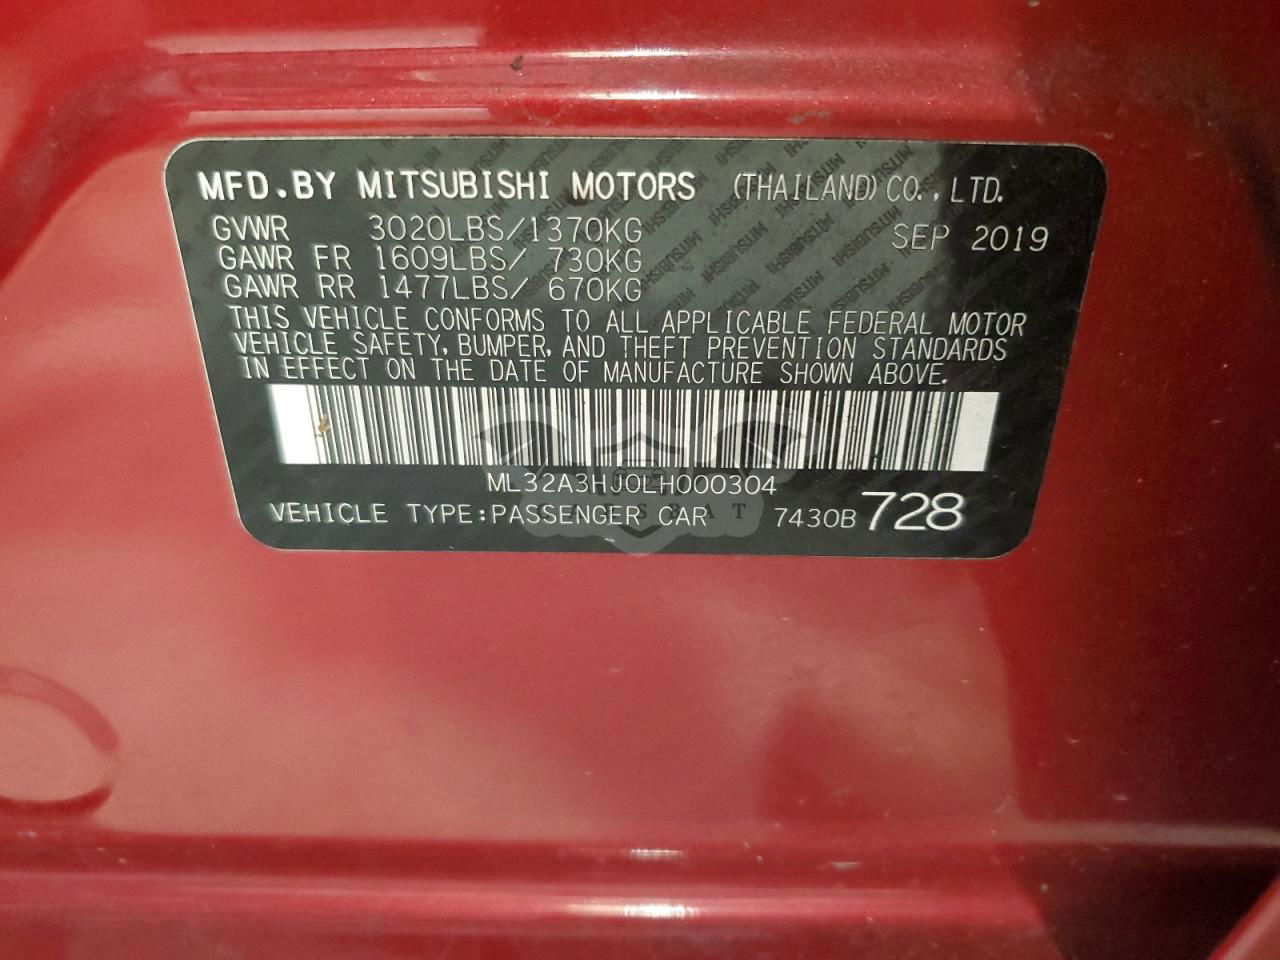 MFD.BY MITSUBISHI MOTORS (THAILAND) CO., LTD.
GVWR 3020LBS/1370KG SEP 2019
GAWR FR 1609LBS/ 730KG
GAWR RR 1477LBS/ 670KG
THIS VEHICLE CONFORMS TO ALL APPLICABLE FEDERAL MOTOR
VEHICLE SAFETY, BUMPER, AND THEFT PREVENTION STANDARDS
IN EFFECT ON THE DATE OF MANUFACTURE SHOWN ABOVE.
ML32A3HJ0LH000304
VEHICLE TYPE:PASSENGER CAR 7430B 728